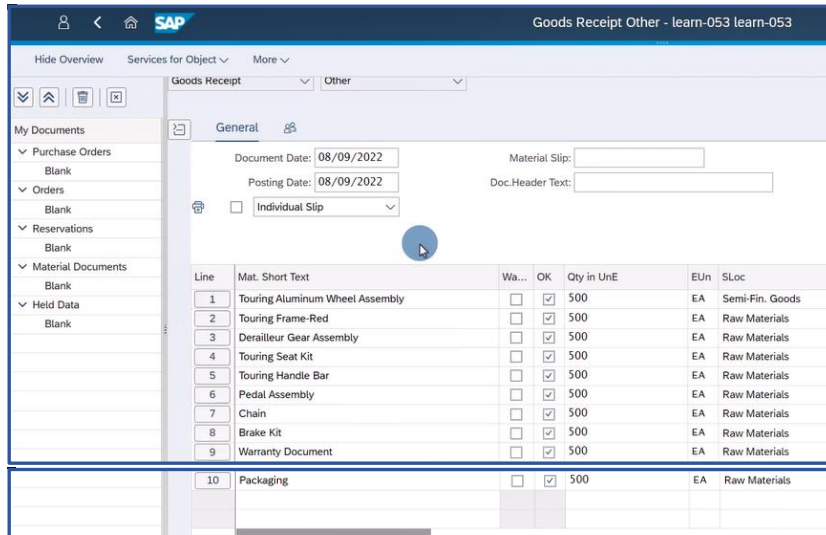 SAP Goods Receipt Other - learn-053 learn-053
Hide Overview Services for Object More
Goods Receipt Other
My Documents
Purchase Orders
Blank
Orders
Blank
Reservations
Blank
Material Documents
Blank
Held Data
Blank
General
Document Date: 08/09/2022 Material Slip:
Posting Date: 08/09/2022 Doc.Header Text:
Individual Slip
Line Mat. Short Text Wa... OK Qty in UnE EUn SLoc
1 Touring Aluminum Wheel Assembly 500 EA Semi-Fin. Goods
2 Touring Frame-Red 500 EA Raw Materials
3 Derailleur Gear Assembly 500 EA Raw Materials
4 Touring Seat Kit 500 EA Raw Materials
5 Touring Handle Bar 500 EA Raw Materials
6 Pedal Assembly 500 EA Raw Materials
7 Chain 500 EA Raw Materials
8 Brake Kit 500 EA Raw Materials
9 Warranty Document 500 EA Raw Materials
10 Packaging 500 EA Raw Materials